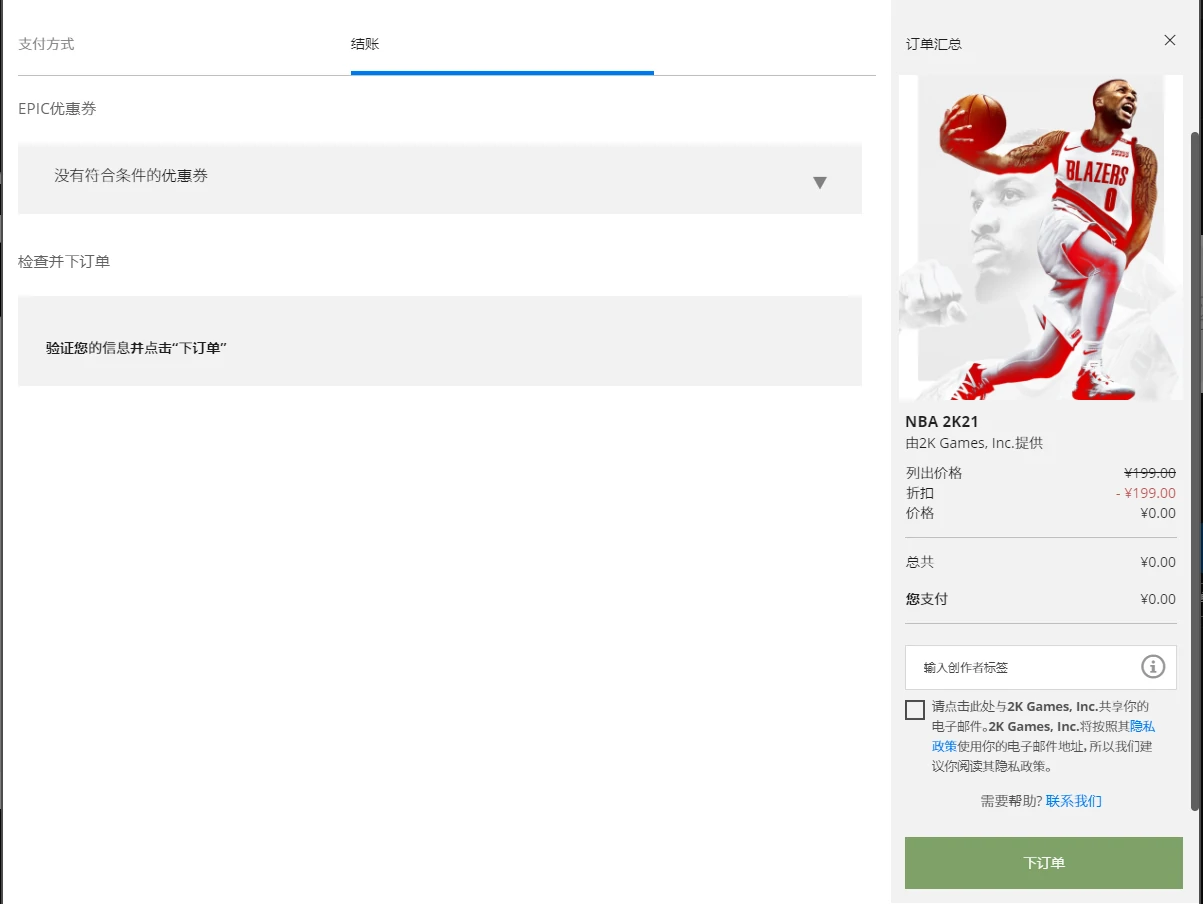 支付方式
结账
EPIC优惠券
没有符合条件的优惠券
检查并下订单
验证您的信息并点击“下订单”
订单汇总
BLAZERS
0
NBA 2K21
由2K Games, Inc.提供
列出价格 ¥199.00
折扣 - ¥199.00
价格 ¥0.00
总共 ¥0.00
您支付 ¥0.00
输入创作者标签
请点击此处与2K Games, Inc.共享你的
电子邮件。2K Games, Inc.将按照其隐私
政策使用你的电子邮件地址, 所以我们建
议你阅读其隐私政策。
需要帮助? 联系我们
下订单